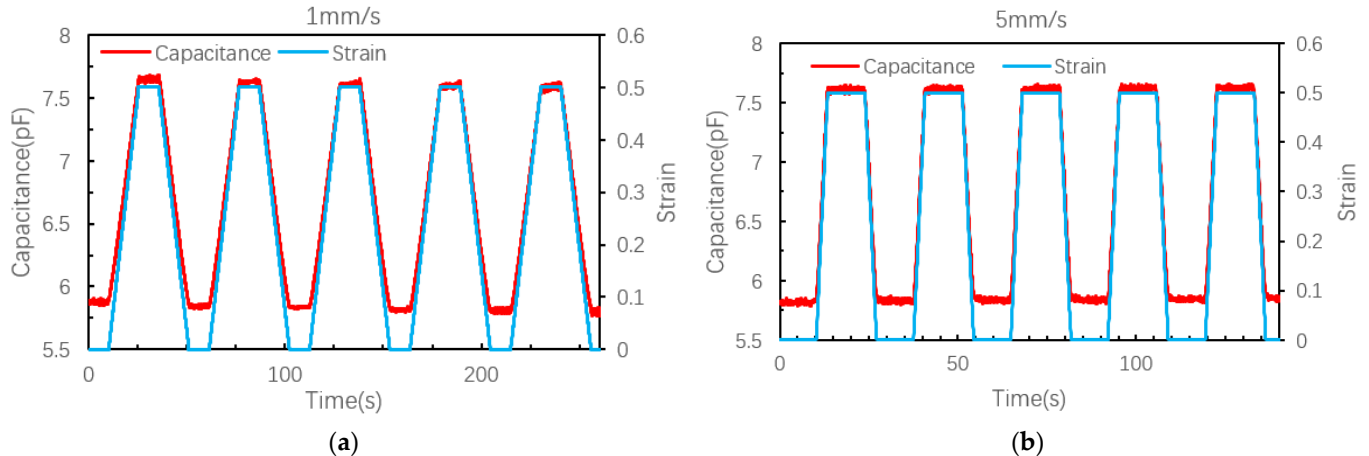 1mm/s
Capacitance Strain
8
7.5
7
6.5
6
5.5
Capacitance(pF)
0.6
0.5
0.4
0.3
0.2
0.1
0
Strain
0 100 200
Time(s)
(a)
5mm/s
Capacitance Strain
8
7.5
7
6.5
6
5.5
Capacitance(pF)
0.6
0.5
0.4
0.3
0.2
0.1
0
Strain
0 50 100
Time(s)
(b)